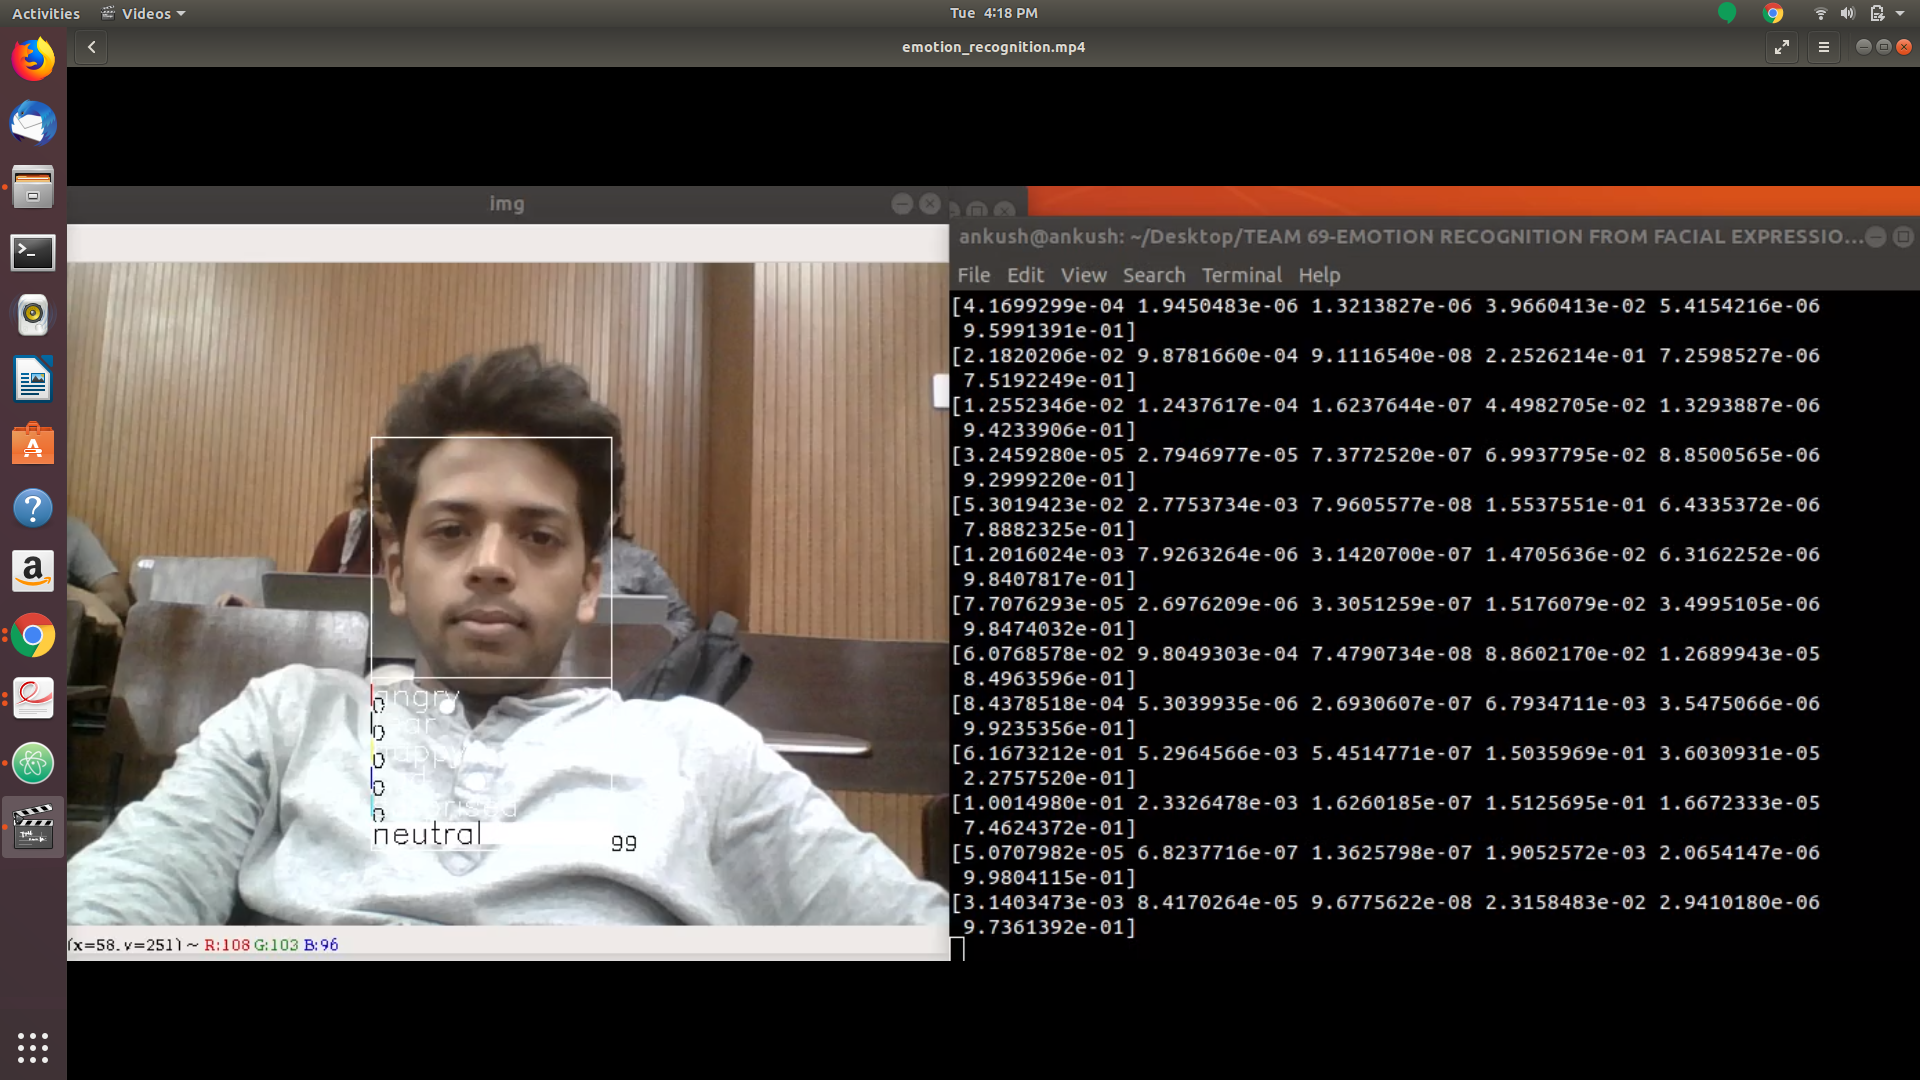 Activities Videos Tue 4:18 PM
emotion_recognition.mp4
img
ankush@ankush: ~/Desktop/TEAM 69-EMOTION RECOGNITION FROM FACIAL EXPRESSIO...
File Edit View Search Terminal Help
[4.1699299e-04 1.9450483e-06 1.3213827e-06 3.9660413e-02 5.4154216e-06
9.5991391e-01]
[2.1820206e-02 9.8781660e-04 9.1116540e-08 2.2526214e-01 7.2598527e-06
7.5192249e-01]
[1.2552346e-02 1.2437617e-04 1.6237644e-07 4.4982705e-02 1.3293887e-06
9.4233906e-01]
[3.2459280e-05 2.7946977e-05 7.3772520e-07 6.9937795e-02 8.8500565e-06
9.2999220e-01]
[5.3019423e-02 2.7753734e-03 7.9605577e-08 1.5537551e-01 6.4335372e-06
7.8882325e-01]
[1.2016024e-03 7.9263264e-06 3.1420700e-07 1.4705636e-02 6.3162252e-06
9.8407817e-01]
[7.7076293e-05 2.6976209e-06 3.3051259e-07 1.5176079e-02 3.4995105e-06
9.8474032e-01]
[6.0768578e-02 9.8049303e-04 7.4790734e-08 8.8602170e-02 1.2689943e-05
8.4963596e-01]
[8.4378518e-04 5.3039935e-06 2.6930607e-07 6.7934711e-03 3.5475066e-06
9.9235356e-01]
[6.1673212e-01 5.2964566e-03 5.4514771e-07 1.5035969e-01 3.6030931e-05
2.2757520e-01]
[1.0014980e-01 2.3326478e-03 1.6260185e-07 1.5125695e-01 1.6672333e-05
7.4624372e-01]
[5.0707982e-05 6.8237716e-07 1.3625798e-07 1.9052572e-03 2.0654147e-06
9.9804115e-01]
[3.1403473e-03 8.4170264e-05 9.6775622e-08 2.3158483e-02 2.9410180e-06
9.7361392e-01]
angry
0
0
happy
0
0
0
neutral 99
(x=58, y=251) ~ R:108 G:103 B:96